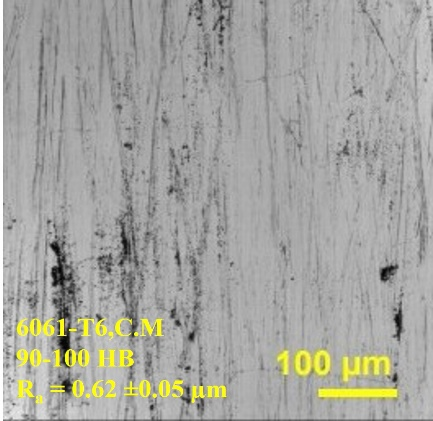 6061-T6,C.M
90-100 HB
Rₐ = 0.62 ±0.05 µm
100 µm